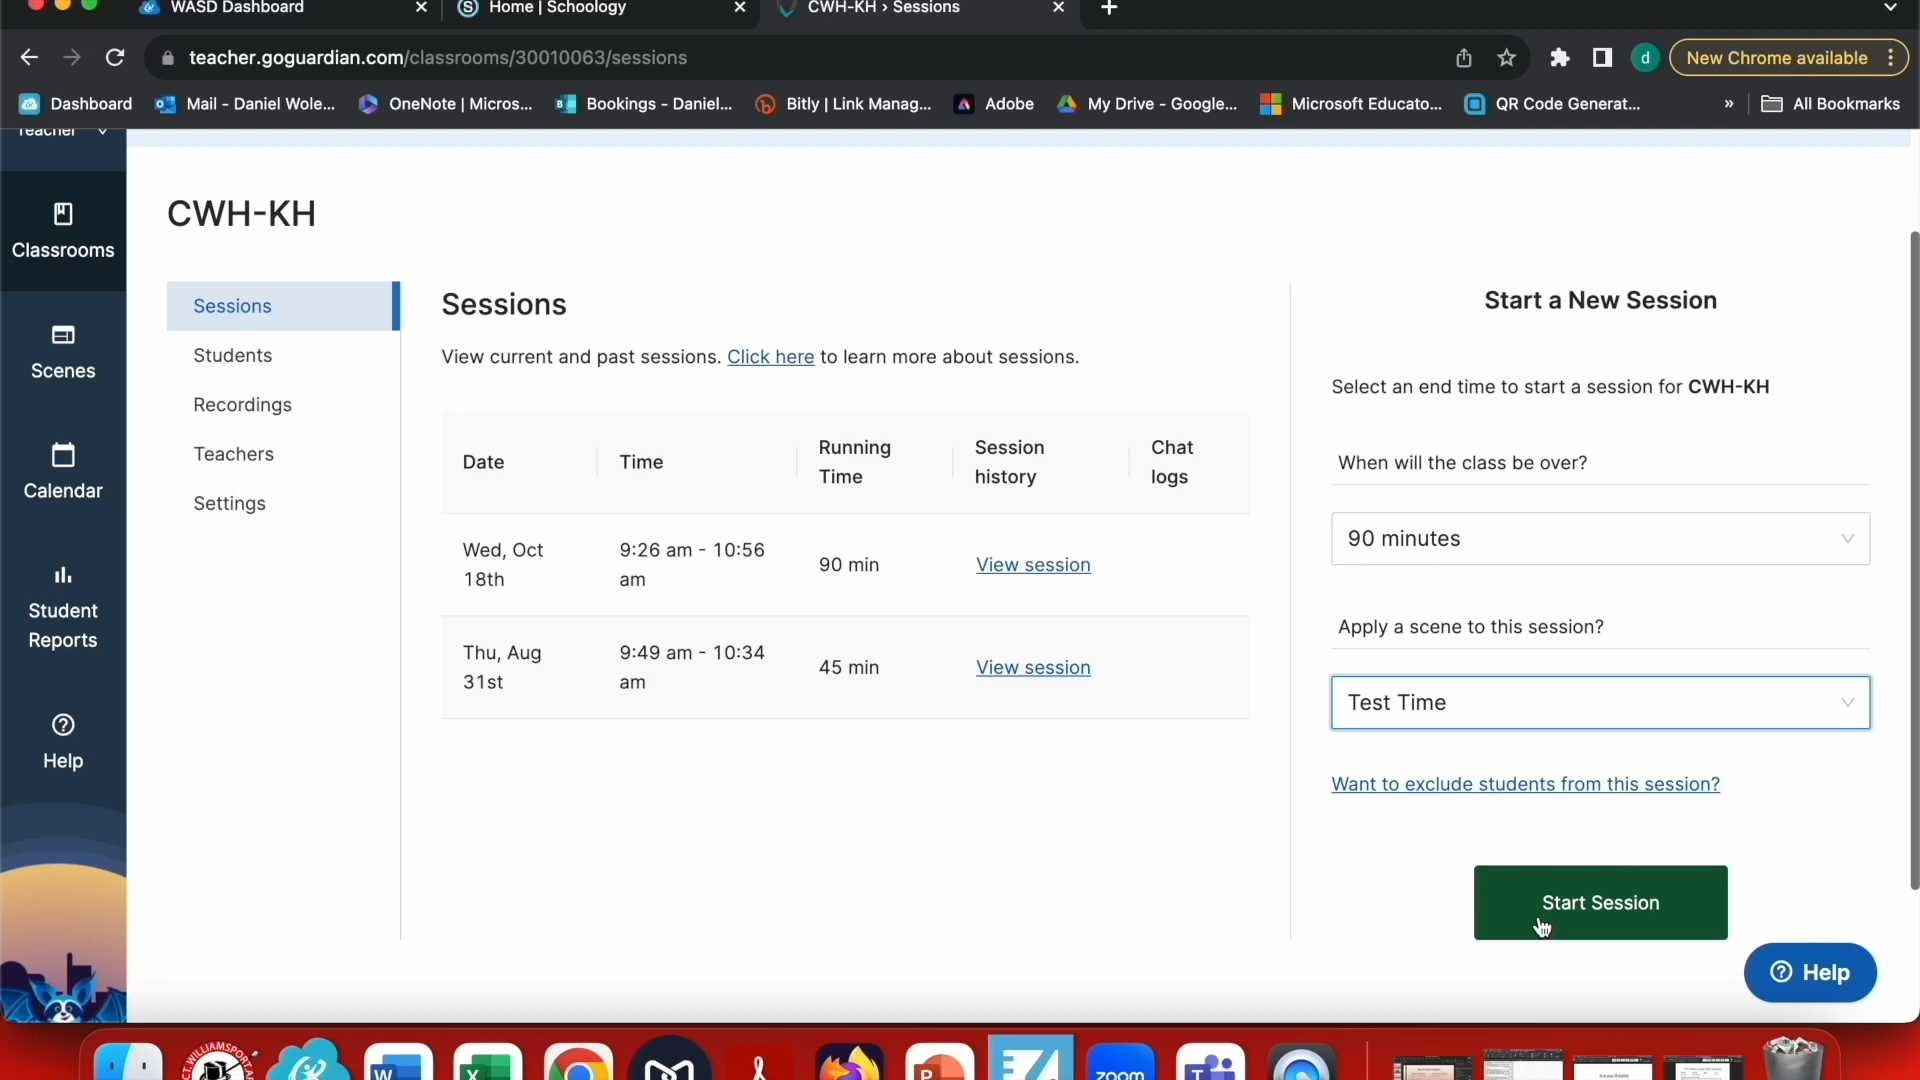 WASD Dashboard
Home | Schoology
CWH-KH › Sessions
teacher.goguardian.com/classrooms/30010063/sessions
d
New Chrome available
Dashboard
Mail - Daniel Wole...
OneNote | Micros...
Bookings - Daniel...
Bitly | Link Manag...
Adobe
My Drive - Google...
Microsoft Educato...
QR Code Generat...
»
All Bookmarks
Teacher
Classrooms
Scenes
Calendar
Student
Reports
Help
CWH-KH
Sessions
Students
Recordings
Teachers
Settings
Sessions
View current and past sessions. Click here to learn more about sessions.
Date
Time
Running
Time
Session
history
Chat
logs
Wed, Oct
18th
9:26 am - 10:56
am
90 min
View session
Thu, Aug
31st
9:49 am - 10:34
am
45 min
View session
Start a New Session
Select an end time to start a session for CWH-KH
When will the class be over?
90 minutes
Apply a scene to this session?
Test Time
Want to exclude students from this session?
Start Session
Help
W
X
P
zoom
T